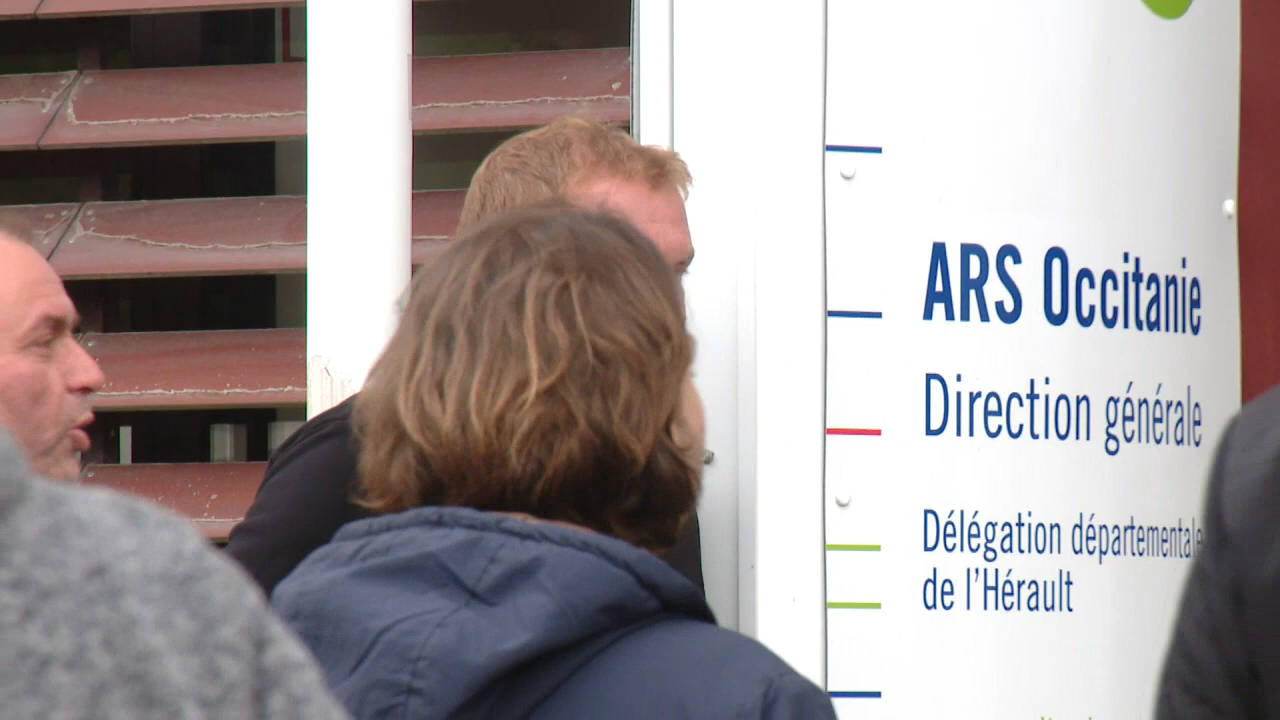 ARS Occitanie
Direction générale
Délégation départementale
de l'Hérault